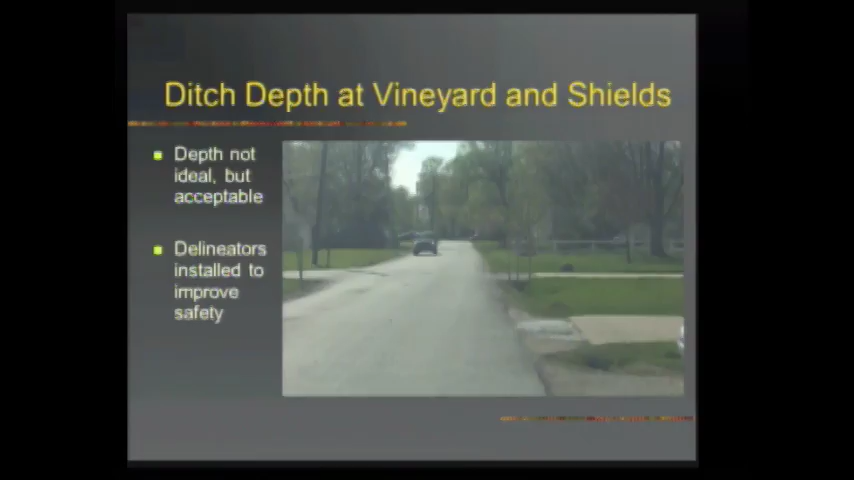 Ditch Depth at Vineyard and Shields
Depth not
ideal, but
acceptable
Delineators
installed to
improve
safety